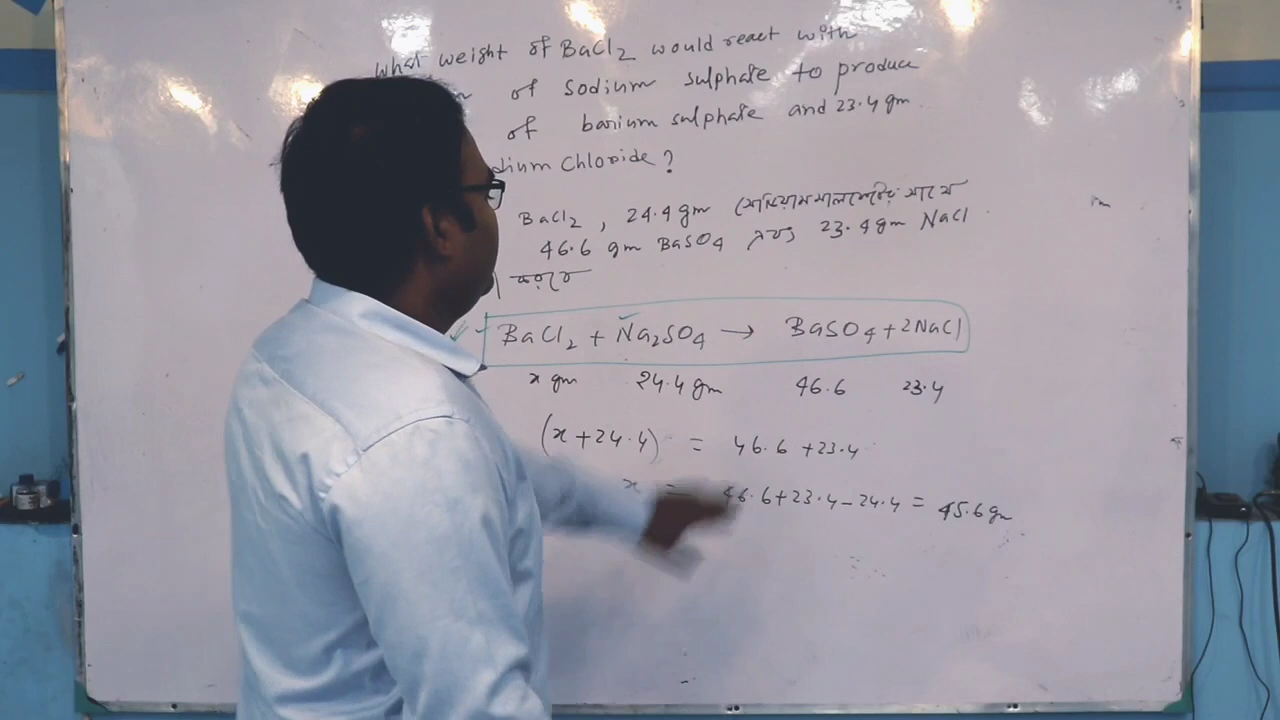 What weight of BaCl2 would react with
of sodium sulphate to produce
of barium sulphate and 23.4 gm
dium Chloride?
BaCl2, 24.4 gm সোডিয়ামসালফেটের সাথে
46.6 gm BaSO4 এবং 23.4 gm NaCl
করবে
BaCl2 + Na2SO4 → BaSO4 + 2NaCl
x gm 24.4 gm 46.6 23.4
(x + 24.4) = 46.6 + 23.4
x = 46.6 + 23.4 - 24.4 = 45.6 gm